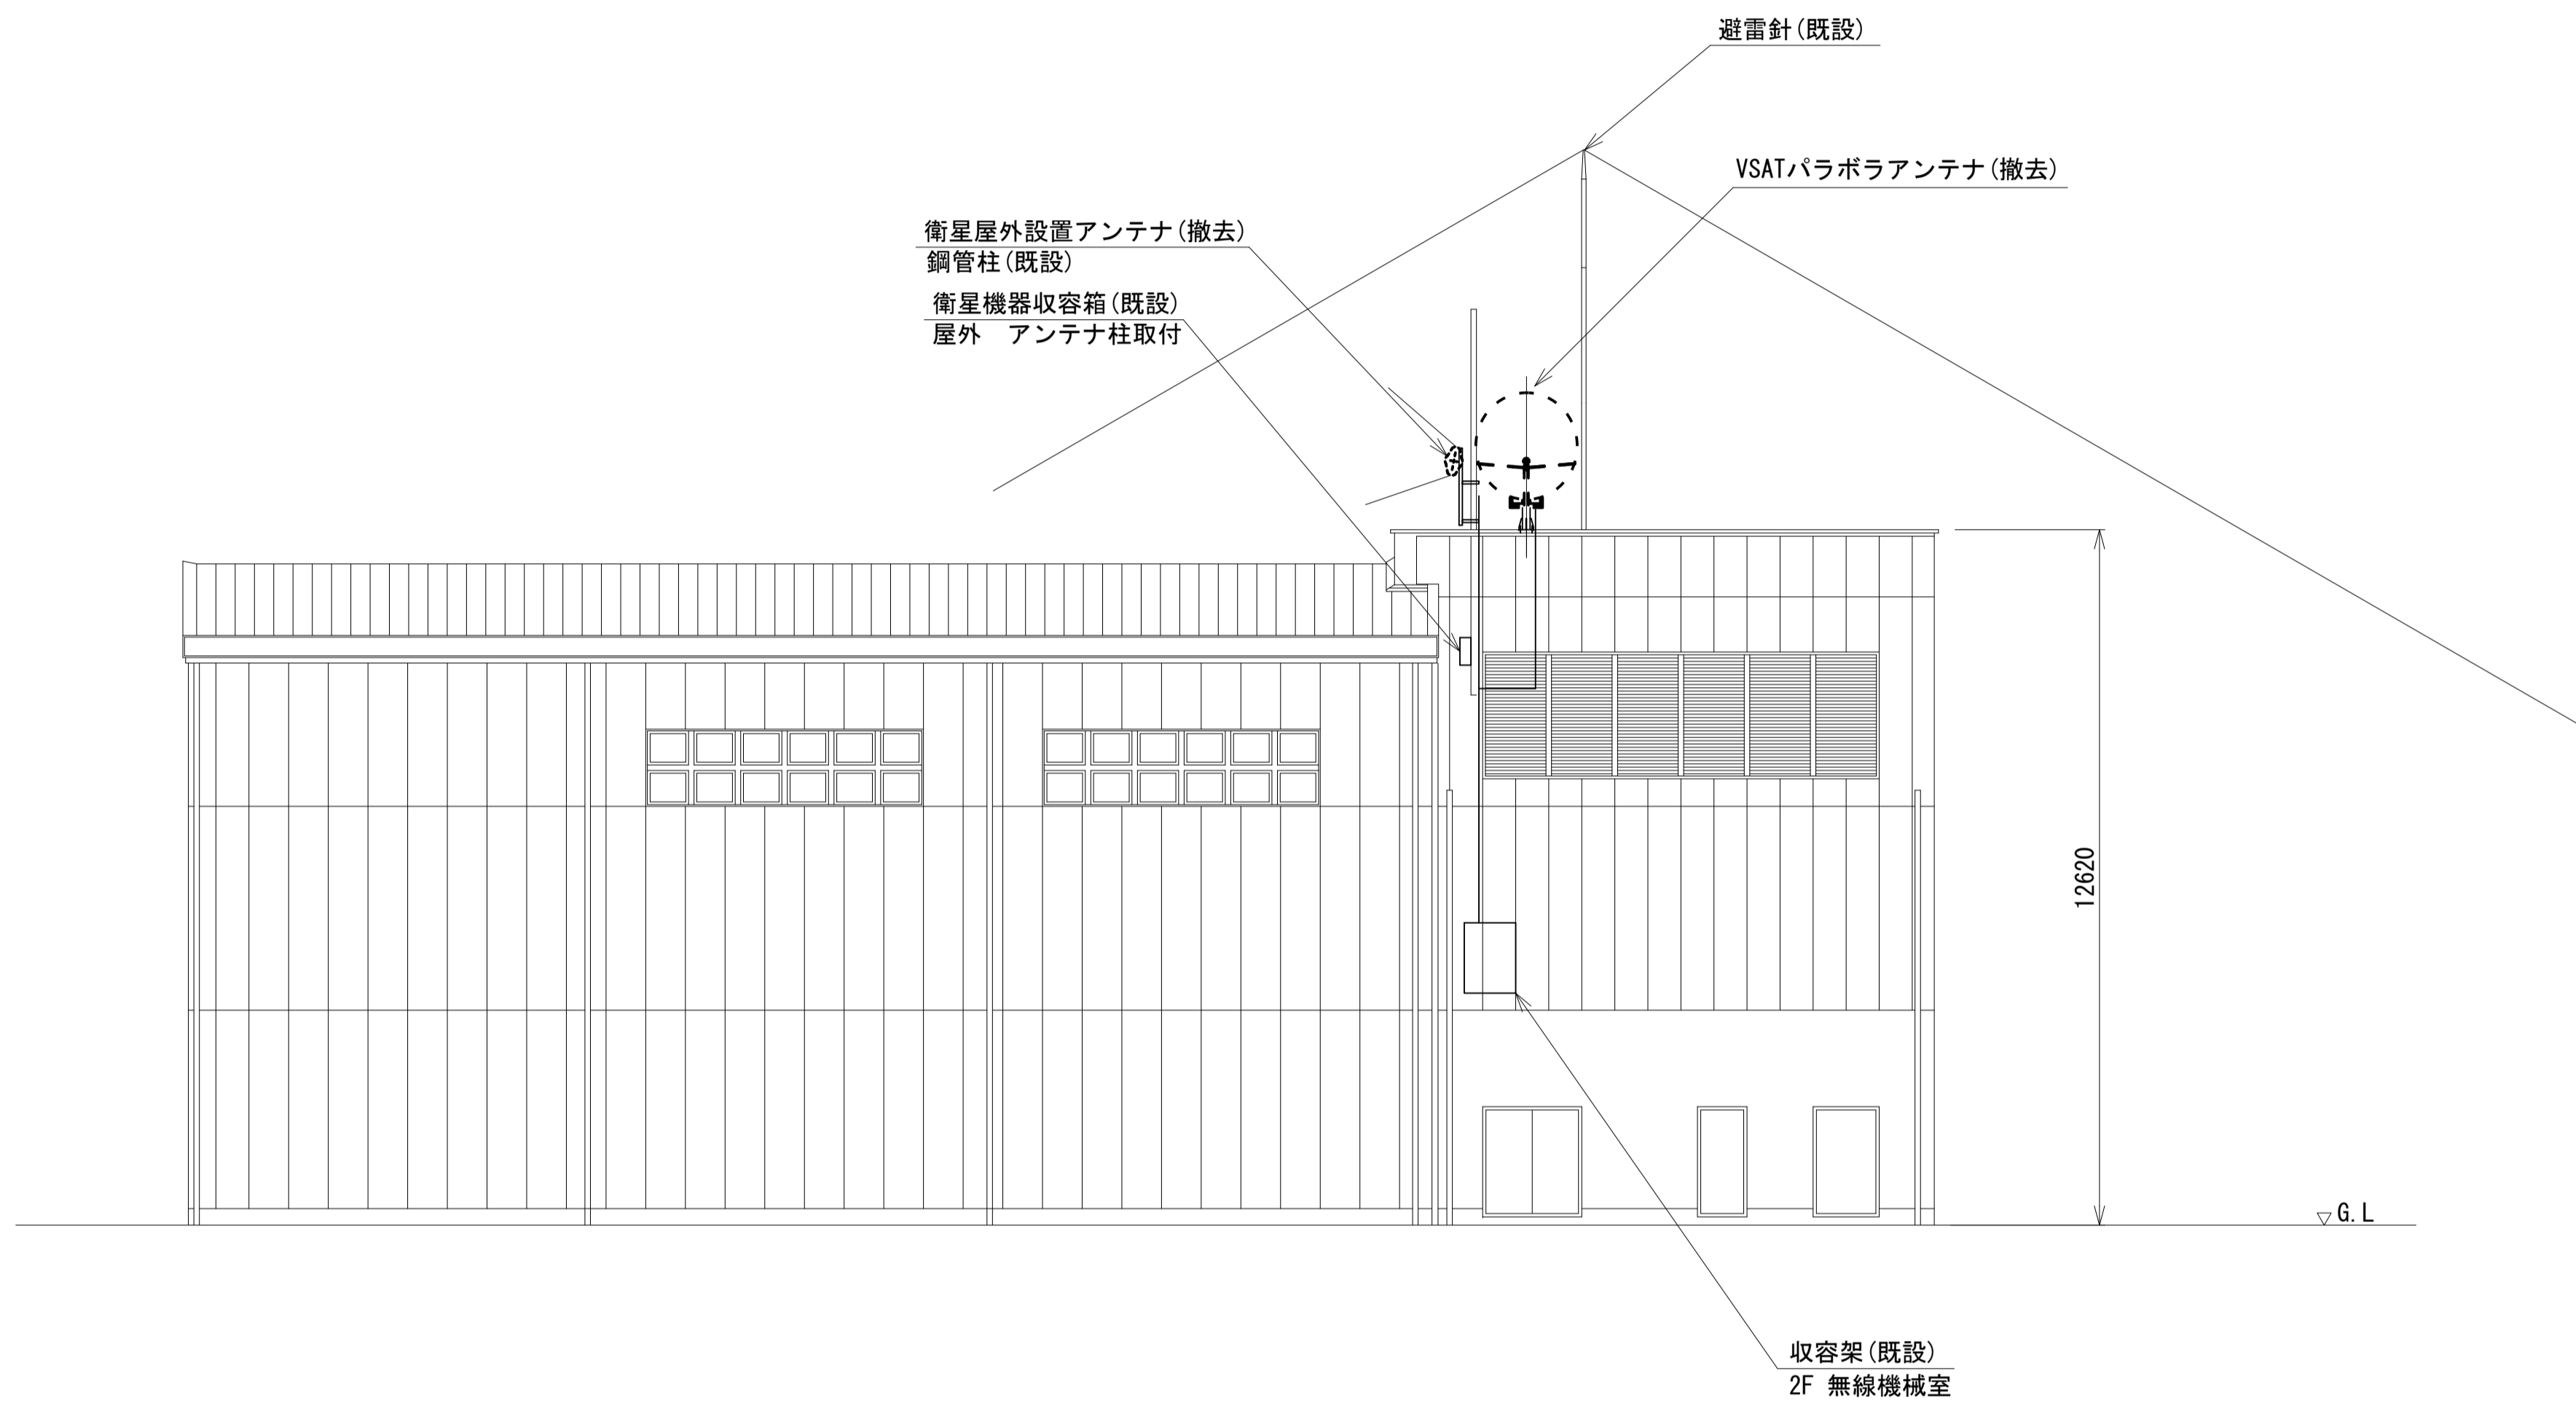 避雷針(既設)
VSATパラボラアンテナ(撤去)
衛星屋外設置アンテナ(撤去)
鋼管柱(既設)
衛星機器収容箱(既設)
屋外　アンテナ柱取付
12620
G.L
収容架(既設)
2F 無線機械室